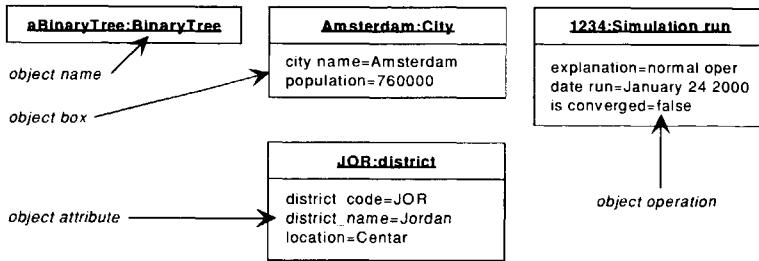 aBinaryTree:BinaryTree
Amsterdam:City
city name=Amsterdam
population=760000
1234:Simulation run
explanation=normal oper
date run=January 24 2000
is converged=false
object name
object box
JOR:district
district code=JOR
district_name=Jordan
location=Centar
object attribute
object operation